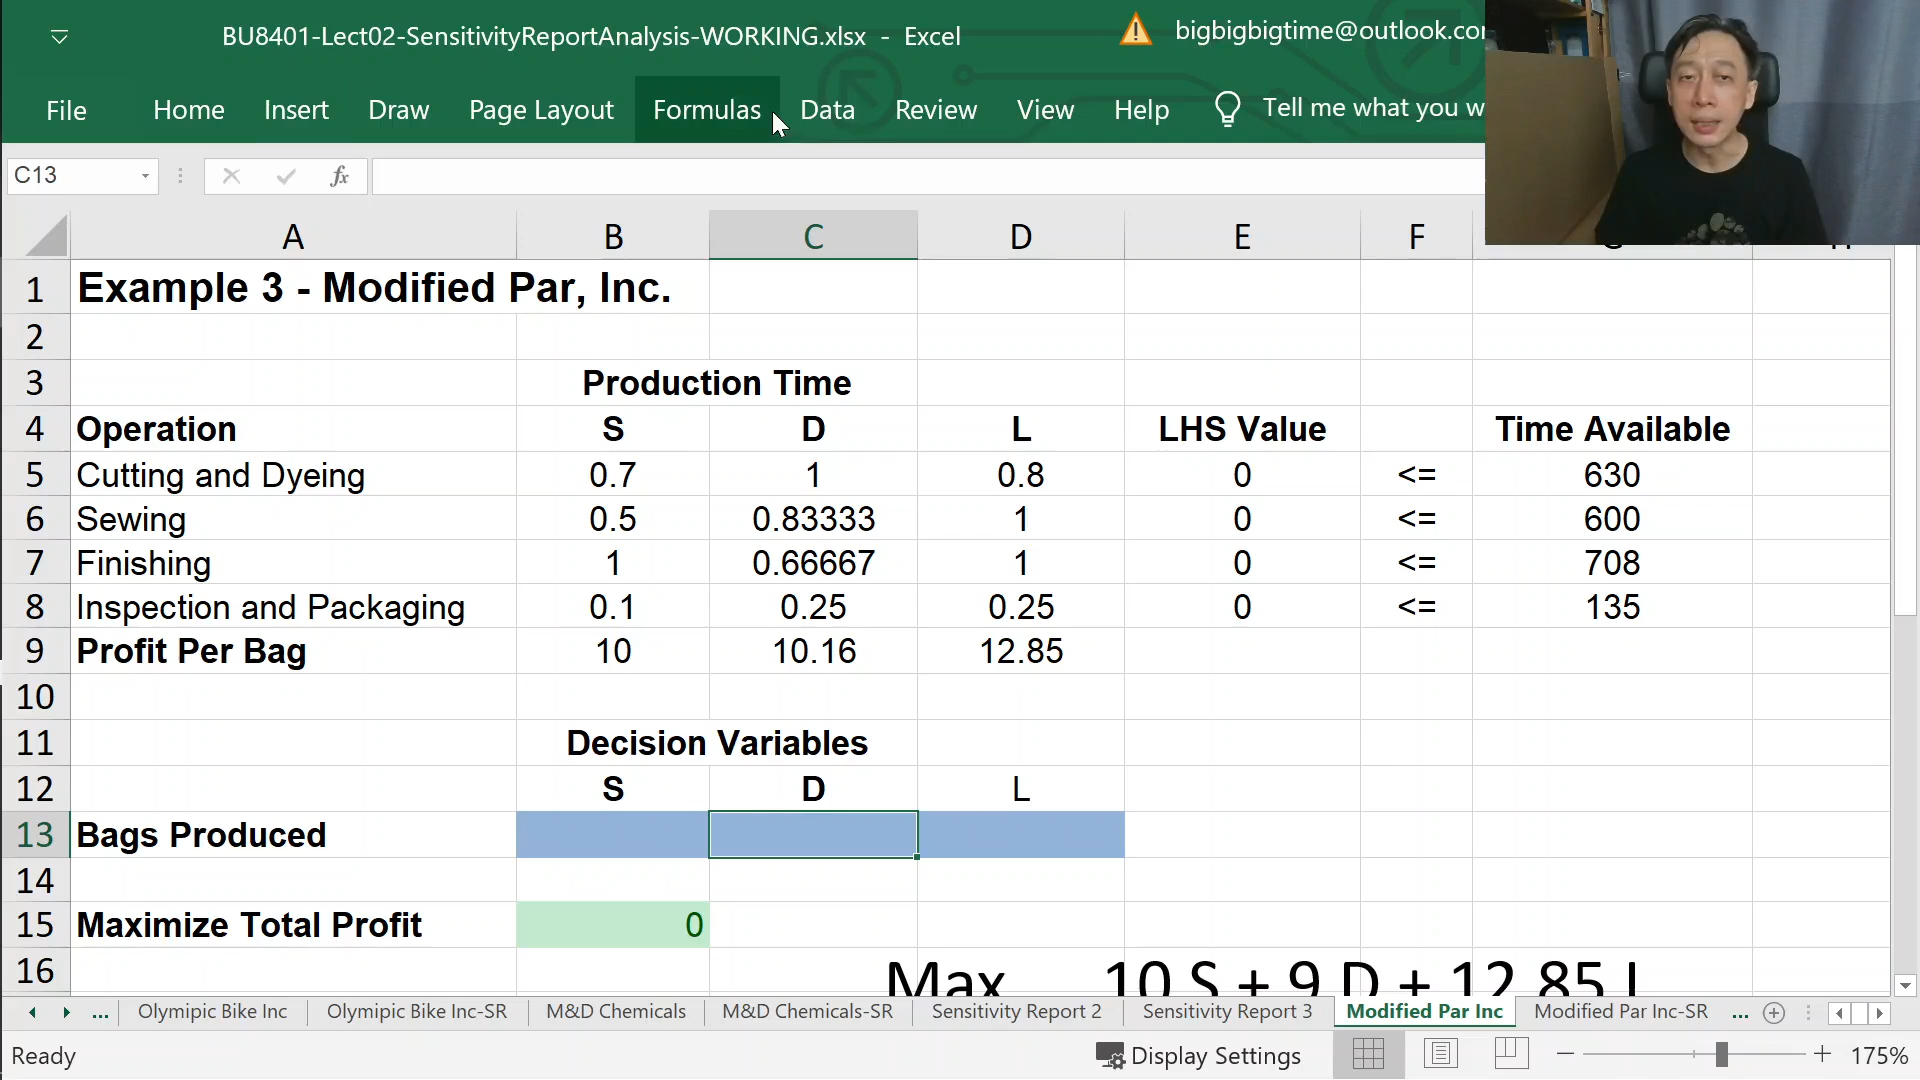 BU8401-Lect02-SensitivityReportAnalysis-WORKING.xlsx - Excel
bigbigbigtime@outlook.co
File Home Insert Draw Page Layout Formulas Data Review View Help Tell me what you w
C13 fx
A B C D E F
1 Example 3 - Modified Par, Inc.
2
3 Production Time
4 Operation S D L LHS Value Time Available
5 Cutting and Dyeing 0.7 1 0.8 0 <= 630
6 Sewing 0.5 0.83333 1 0 <= 600
7 Finishing 1 0.66667 1 0 <= 708
8 Inspection and Packaging 0.1 0.25 0.25 0 <= 135
9 Profit Per Bag 10 10.16 12.85
10
11 Decision Variables
12 S D L
13 Bags Produced
14
15 Maximize Total Profit 0
16 Max 10 S + 9 D + 12.85 L
... Olymipic Bike Inc Olymipic Bike Inc-SR M&D Chemicals M&D Chemicals-SR Sensitivity Report 2 Sensitivity Report 3 Modified Par Inc Modified Par Inc-SR ...
Ready Display Settings 175%